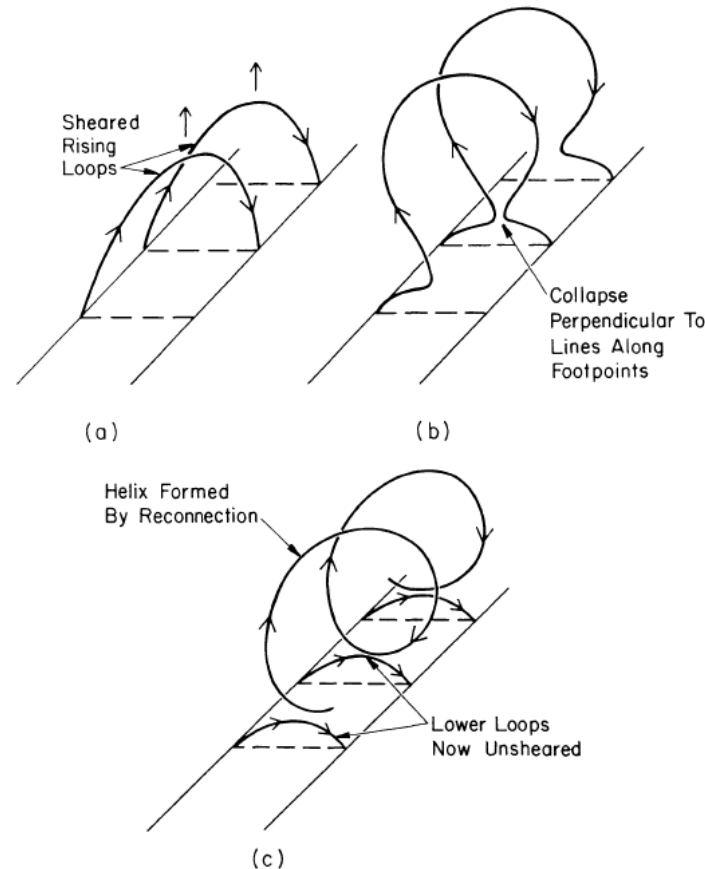 Sheared
Rising
Loops
(a)
Collapse
Perpendicular To
Lines Along
Footpoints
(b)
Helix Formed
By Reconnection
Lower Loops
Now Unsheared
(c)